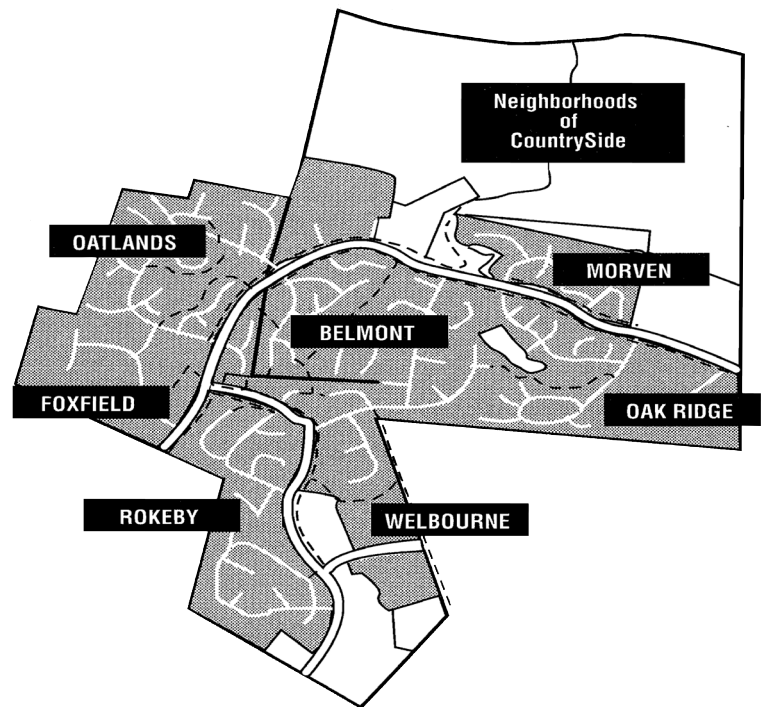 Neighborhoods
of
CountrySide
OATLANDS
MORVEN
BELMONT
FOXFIELD
OAK RIDGE
ROKEBY
WELBOURNE